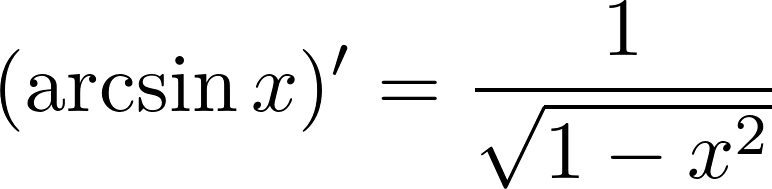 (arcsin x)′ = 1/√(1 − x²)